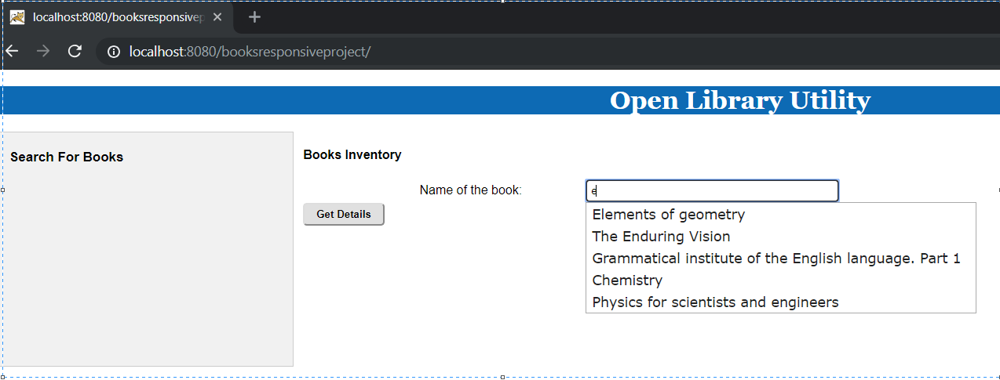 localhost:8080/booksresponsivep
localhost:8080/booksresponsiveproject/
Open Library Utility
Search For Books
Books Inventory
Name of the book:
e
Get Details
Elements of geometry
The Enduring Vision
Grammatical institute of the English language. Part 1
Chemistry
Physics for scientists and engineers